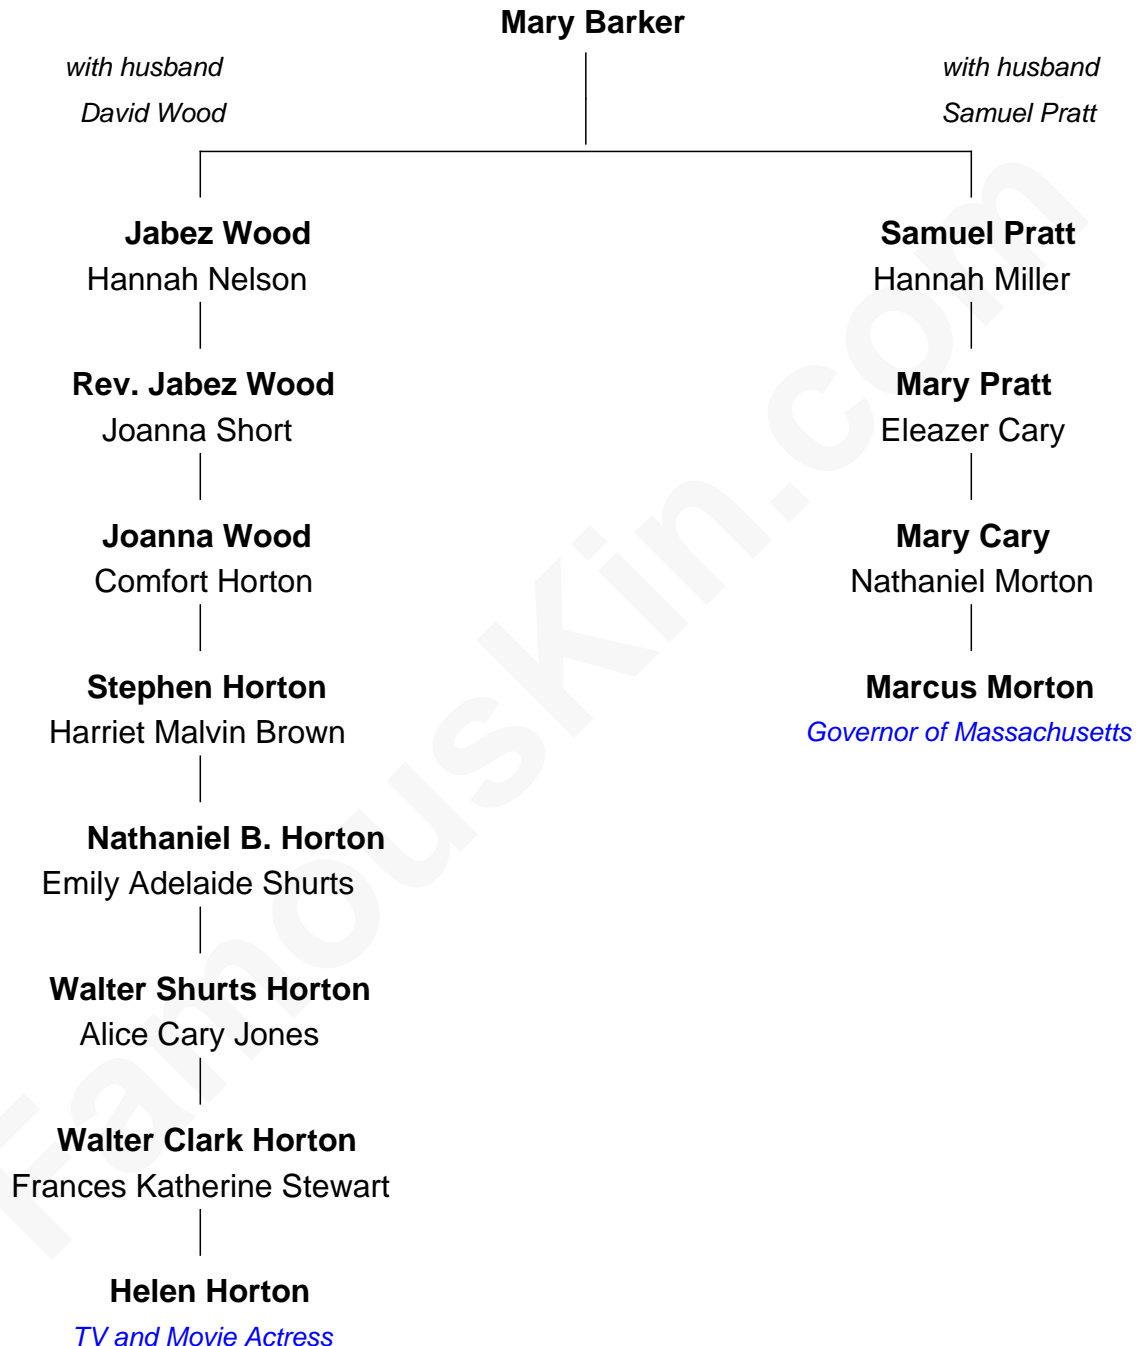 Mary Barker
with husband
David Wood
with husband
Samuel Pratt
Jabez Wood
Hannah Nelson
Samuel Pratt
Hannah Miller
Rev. Jabez Wood
Joanna Short
Mary Pratt
Eleazer Cary
Joanna Wood
Comfort Horton
Mary Cary
Nathaniel Morton
Stephen Horton
Harriet Malvin Brown
Marcus Morton
Governor of Massachusetts
Nathaniel B. Horton
Emily Adelaide Shurts
Walter Shurts Horton
Alice Cary Jones
Walter Clark Horton
Frances Katherine Stewart
Helen Horton
TV and Movie Actress
FamousKin.com